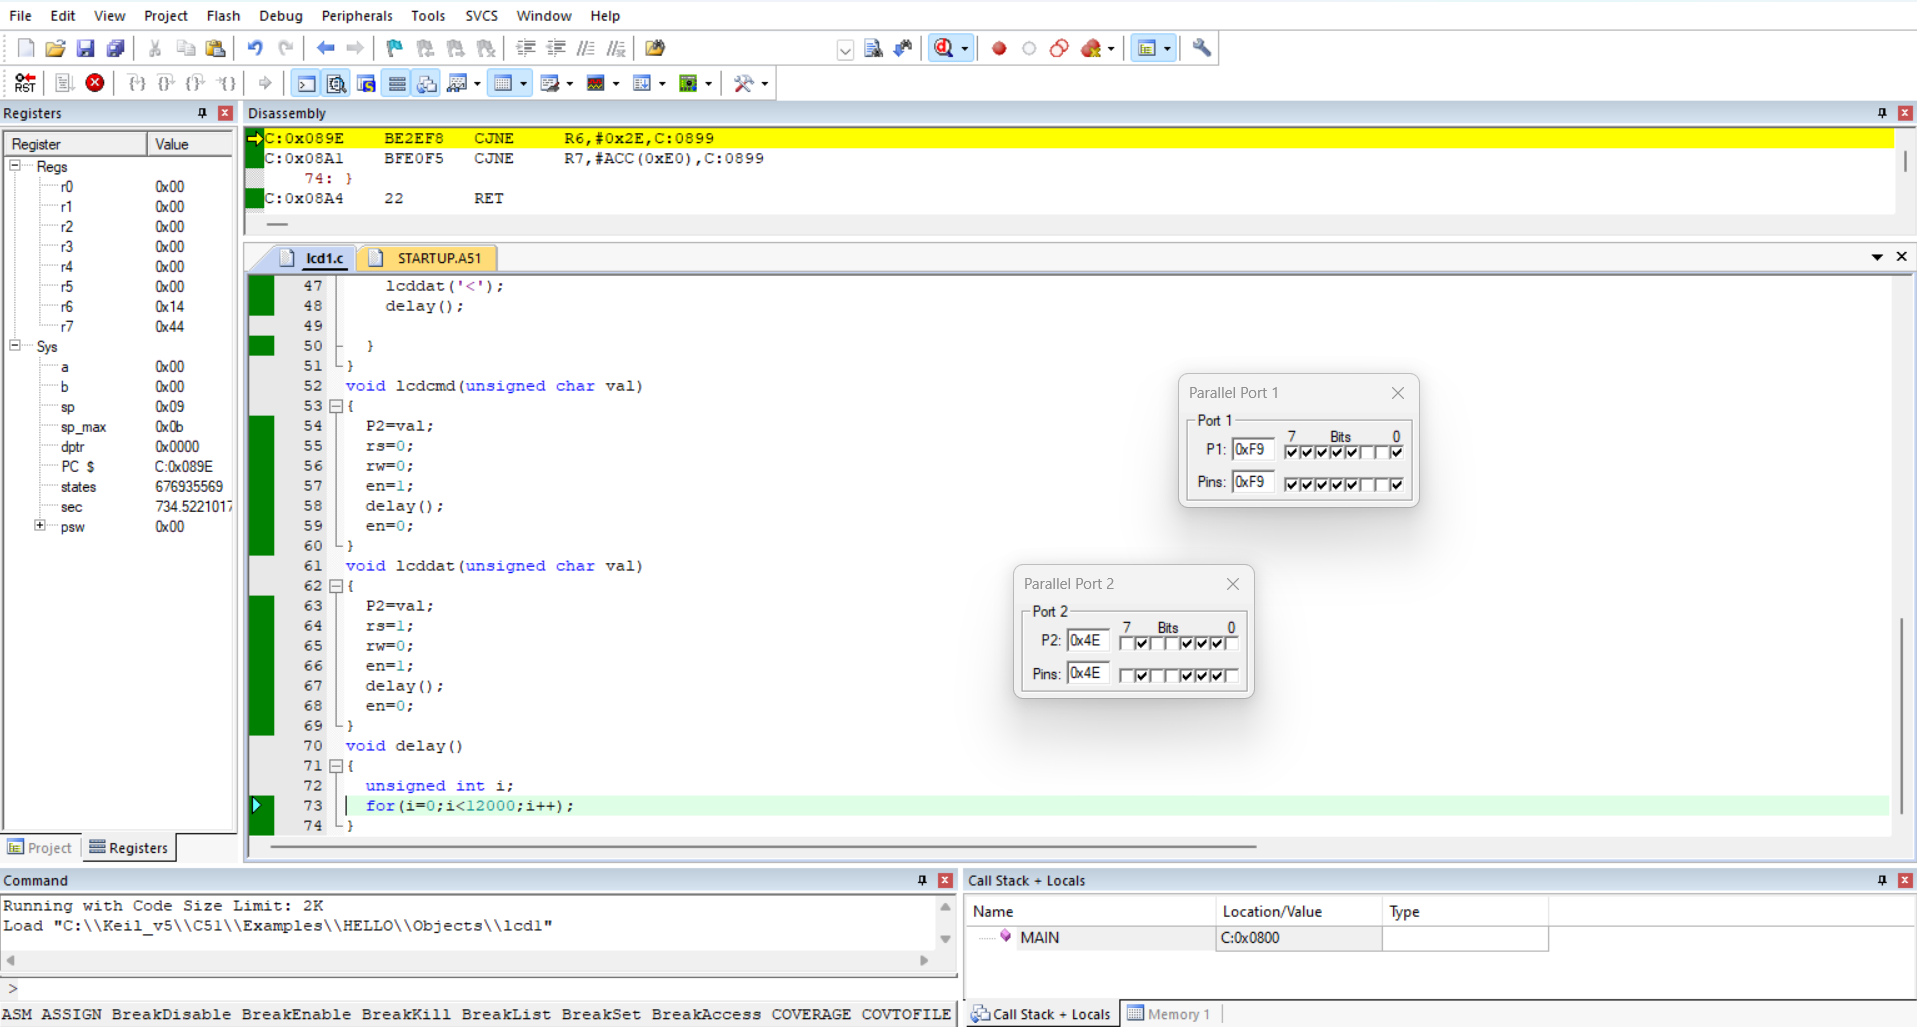 File Edit View Project Flash Debug Peripherals Tools SVCS Window Help
RST
Registers
Register Value
Regs
r0 0x00
r1 0x00
r2 0x00
r3 0x00
r4 0x00
r5 0x00
r6 0x14
r7 0x44
Sys
a 0x00
b 0x00
sp 0x09
sp_max 0x0b
dptr 0x0000
PC $ C:0x089E
states 676935569
sec 734.5221017
psw 0x00
Project Registers
Disassembly
C:0x089E BE2EF8 CJNE R6,#0x2E,C:0899
C:0x08A1 BFE0F5 CJNE R7,#ACC(0xE0),C:0899
74: }
C:0x08A4 22 RET
lcd1.c STARTUP.A51
47 lcddat('<');
48 delay();
49
50 }
51 }
52 void lcdcmd(unsigned char val)
53 {
54 P2=val;
55 rs=0;
56 rw=0;
57 en=1;
58 delay();
59 en=0;
60 }
61 void lcddat(unsigned char val)
62 {
63 P2=val;
64 rs=1;
65 rw=0;
66 en=1;
67 delay();
68 en=0;
69 }
70 void delay()
71 {
72 unsigned int i;
73 for(i=0;i<12000;i++);
74 }
Parallel Port 1
Port 1
7 Bits 0
P1: 0xF9
Pins: 0xF9
Parallel Port 2
Port 2
7 Bits 0
P2: 0x4E
Pins: 0x4E
Command
Running with Code Size Limit: 2K
Load "C:\\Keil_v5\\C51\\Examples\\HELLO\\Objects\\lcd1"
>
ASM ASSIGN BreakDisable BreakEnable BreakKill BreakList BreakSet BreakAccess COVERAGE COVTOFILE
Call Stack + Locals
Name Location/Value Type
MAIN C:0x0800
Call Stack + Locals Memory 1